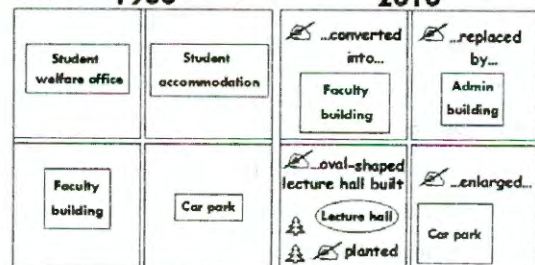 Student
welfare office
Student
accommodation
...converted
into...
Faculty
building
...replaced
by...
Admin
building
Faculty
building
Car park
...oval-shaped
lecture hall built
Lecture hall
planted
...enlarged...
Car park